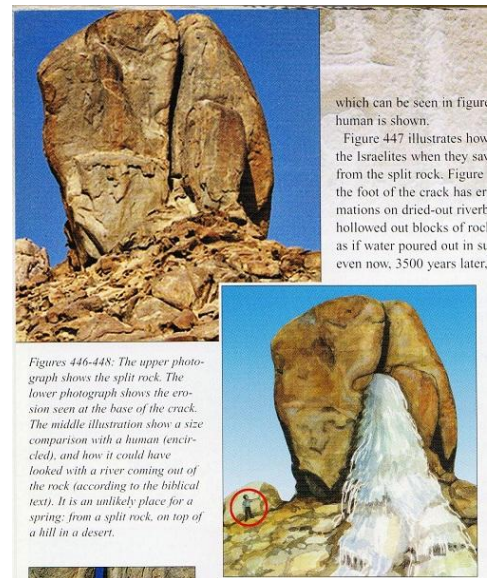 which can be seen in figure
human is shown.
Figure 447 illustrates how
the Israelites when they saw
from the split rock. Figure
the foot of the crack has er
mations on dried-out riverb
hollowed out blocks of rock
as if water poured out in su
even now, 3500 years later,
Figures 446-448: The upper photo-
graph shows the split rock. The
lower photograph shows the ero-
sion seen at the base of the crack.
The middle illustration show a size
comparison with a human (encir-
cled), and how it could have
looked with a river coming out of
the rock (according to the biblical
text). It is an unlikely place for a
spring: from a split rock, on top of
a hill in a desert.